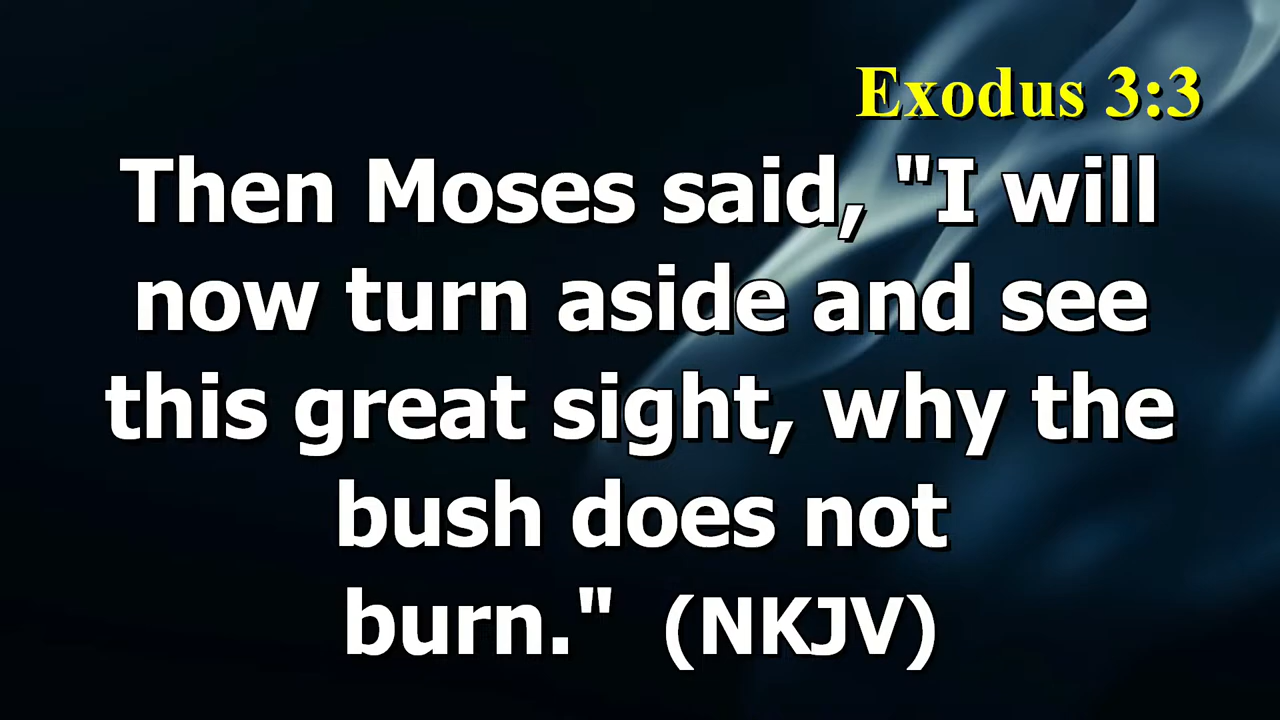 Exodus 3:3
Then Moses said, "I will
now turn aside and see
this great sight, why the
bush does not
burn."  (NKJV)